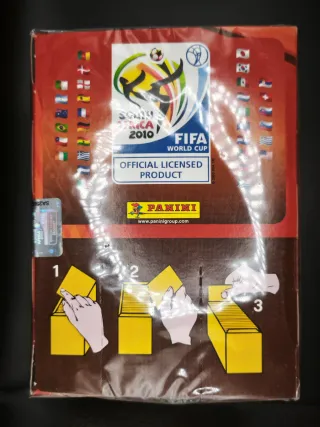 SOUTH
AFRICA
2010
FIFA
WORLD CUP
OFFICIAL LICENSED
PRODUCT
PANINI
www.paninigroup.com
1
2
3